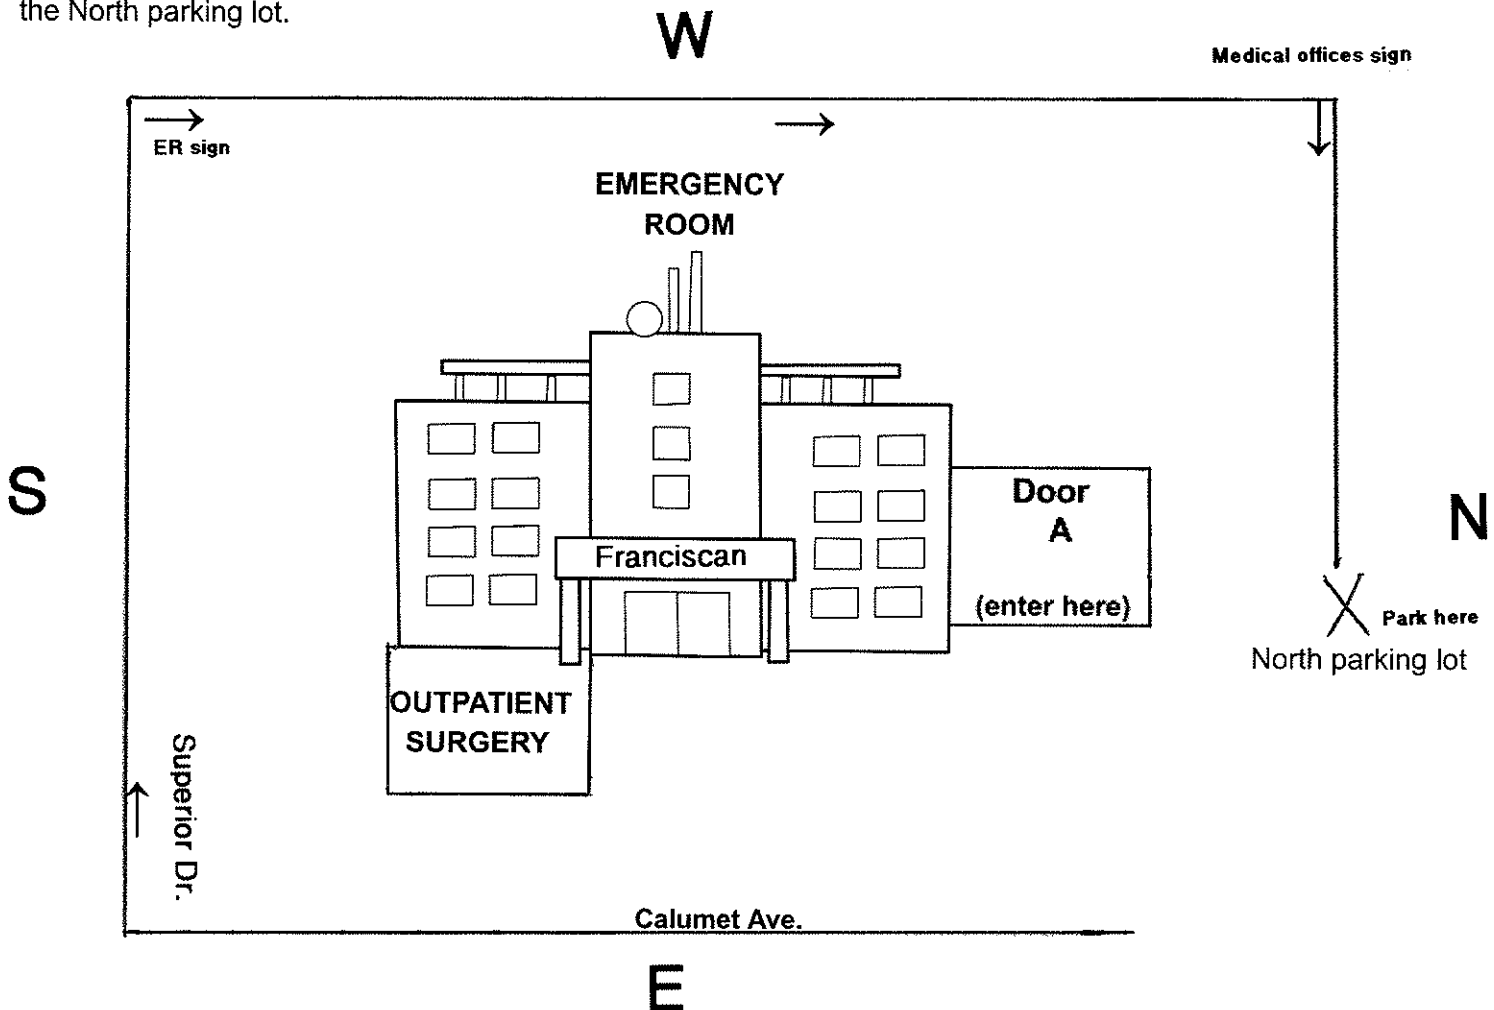 the North parking lot.
W
Medical offices sign
ER sign
EMERGENCY
ROOM
S
N
Door
A
Franciscan
(enter here)
Park here
North parking lot
OUTPATIENT
SURGERY
Superior Dr.
Calumet Ave.
E